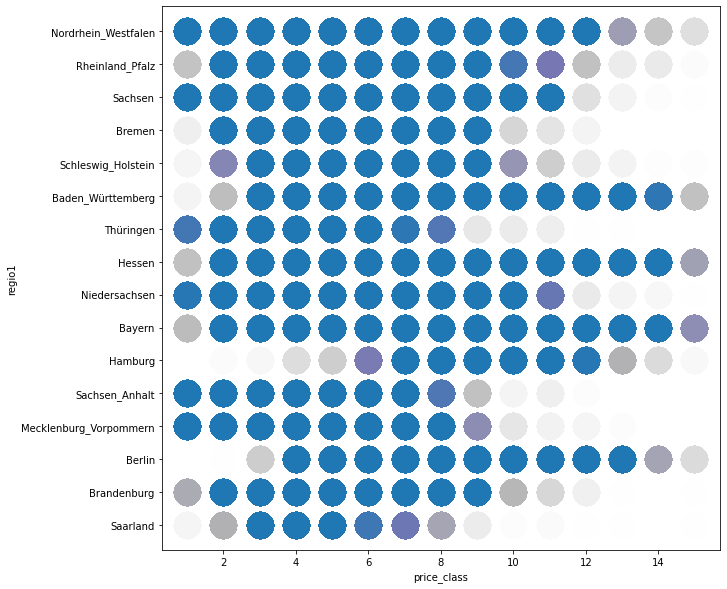 regio1
Nordrhein_Westfalen
Rheinland_Pfalz
Sachsen
Bremen
Schleswig_Holstein
Baden_Württemberg
Thüringen
Hessen
Niedersachsen
Bayern
Hamburg
Sachsen_Anhalt
Mecklenburg_Vorpommern
Berlin
Brandenburg
Saarland
2 4 6 8 10 12 14
price_class